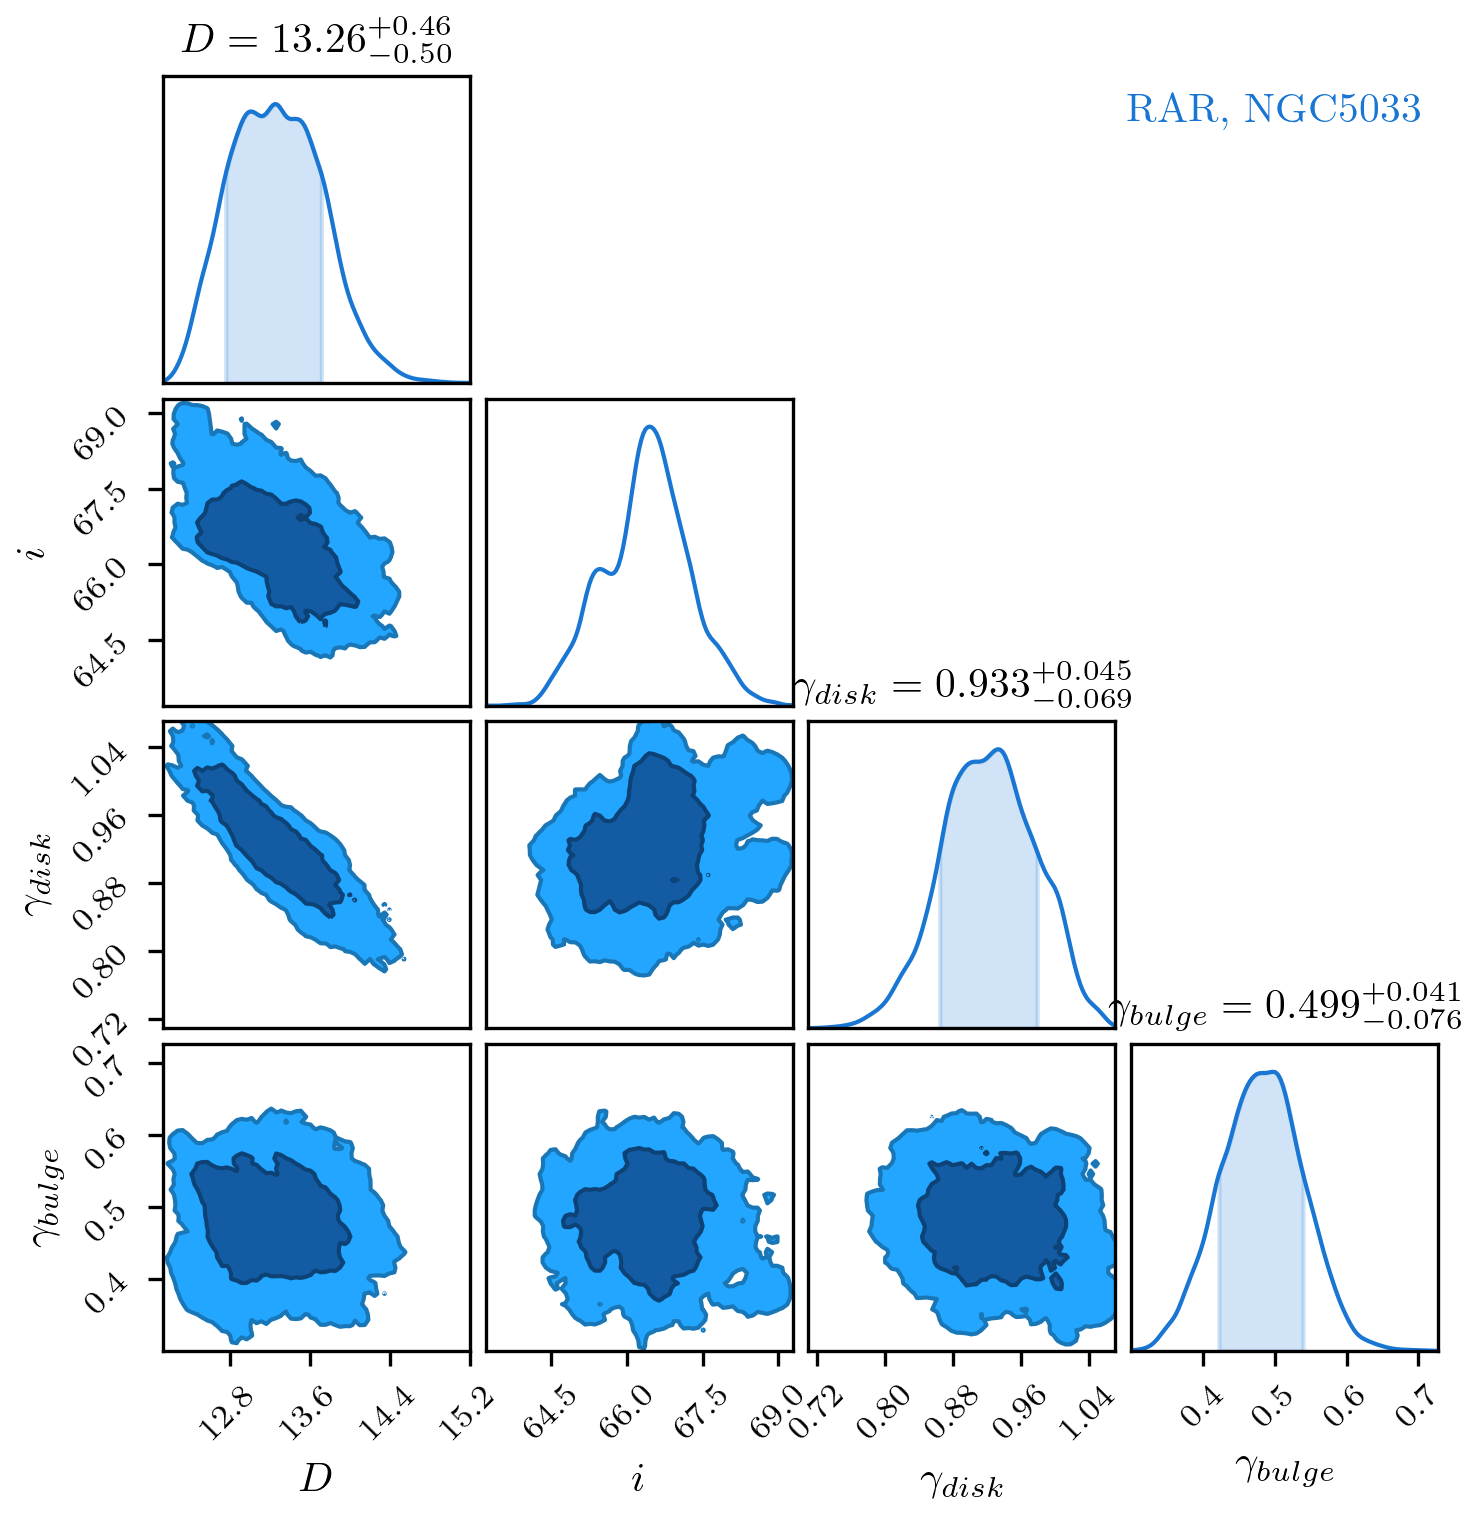 D = 13.26^{+0.46}_{-0.50}
RAR, NGC5033
69.0
67.5
66.0
64.5
i
γ_{disk} = 0.933^{+0.045}_{-0.069}
1.04
0.96
0.88
0.80
0.72
γ_{disk}
γ_{bulge} = 0.499^{+0.041}_{-0.076}
0.7
0.6
0.5
0.4
γ_{bulge}
12.8 13.6 14.4 15.2 64.5 66.0 67.5 69.0 0.72 0.80 0.88 0.96 1.04 0.4 0.5 0.6 0.7
D i γ_{disk} γ_{bulge}